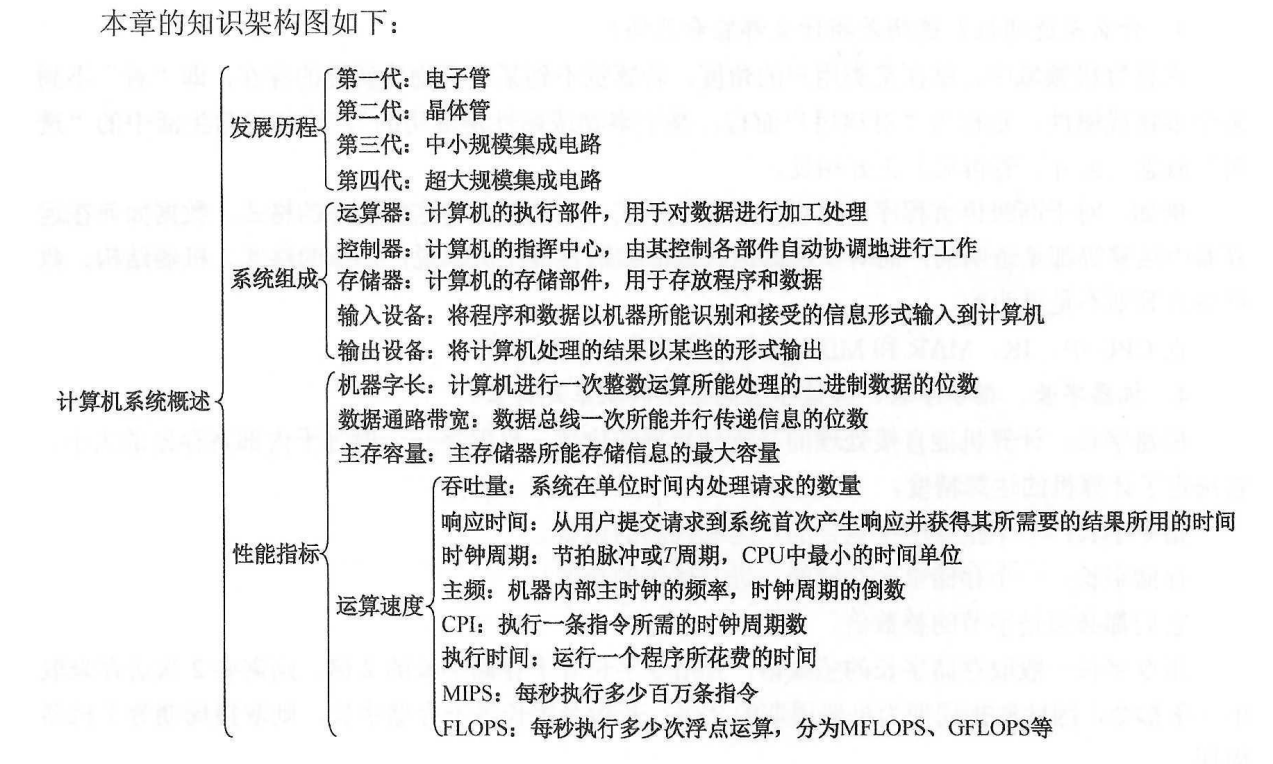 本章的知识架构图如下：
计算机系统概述
发展历程
第一代：电子管
第二代：晶体管
第三代：中小规模集成电路
第四代：超大规模集成电路
系统组成
运算器：计算机的执行部件，用于对数据进行加工处理
控制器：计算机的指挥中心，由其控制各部件自动协调地进行工作
存储器：计算机的存储部件，用于存放程序和数据
输入设备：将程序和数据以机器所能识别和接受的信息形式输入到计算机
输出设备：将计算机处理的结果以某些的形式输出
性能指标
机器字长：计算机进行一次整数运算所能处理的二进制数据的位数
数据通路带宽：数据总线一次所能并行传递信息的位数
主存容量：主存储器所能存储信息的最大容量
运算速度
吞吐量：系统在单位时间内处理请求的数量
响应时间：从用户提交请求到系统首次产生响应并获得其所需要的结果所用的时间
时钟周期：节拍脉冲或T周期，CPU中最小的时间单位
主频：机器内部主时钟的频率，时钟周期的倒数
CPI：执行一条指令所需的时钟周期数
执行时间：运行一个程序所花费的时间
MIPS：每秒执行多少百万条指令
FLOPS：每秒执行多少次浮点运算，分为MFLOPS、GFLOPS等